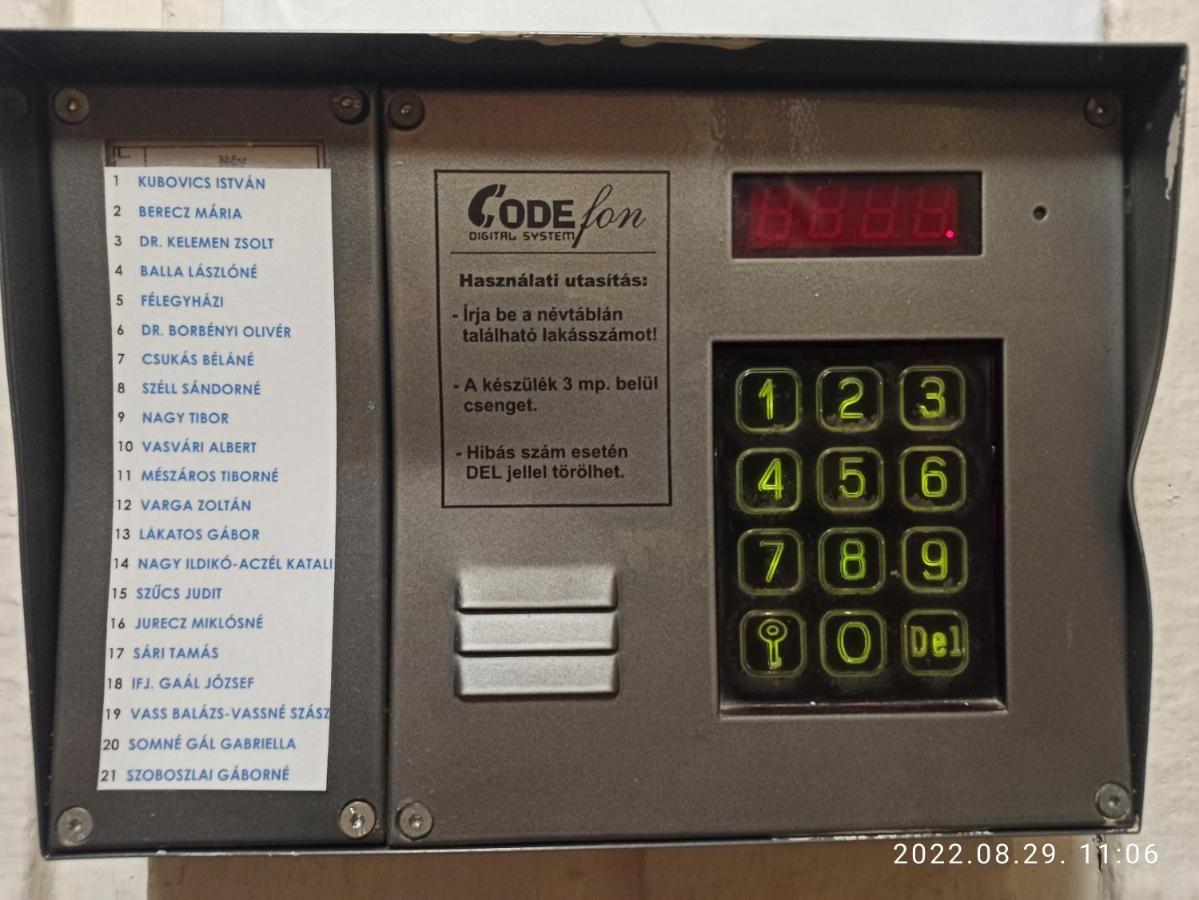 Név
1 KUBOVICS ISTVÁN
2 BERECZ MÁRIA
3 DR. KELEMEN ZSOLT
4 BALLA LÁSZLÓNÉ
5 FÉLEGYHÁZI
6 DR. BORBÉNYI OLIVÉR
7 CSUKÁS BÉLÁNÉ
8 SZÉLL SÁNDORNÉ
9 NAGY TIBOR
10 VASVÁRI ALBERT
11 MÉSZÁROS TIBORNÉ
12 VARGA ZOLTÁN
13 LAKATOS GÁBOR
14 NAGY ILDIKÓ-ACZÉL KATALI
15 SZŰCS JUDIT
16 JURECZ MIKLÓSNÉ
17 SÁRI TAMÁS
18 IFJ. GAÁL JÓZSEF
19 VASS BALÁZS-VASSNÉ SZÁSZ
20 SOMNÉ GÁL GABRIELLA
21 SZOBOSZLAI GÁBORNÉ
CODE fon
DIGITAL SYSTEM
Használati utasítás:
- Írja be a névtáblán
található lakásszámot!
- A készülék 3 mp. belül
csenget.
- Hibás szám esetén
DEL jellel törölhet.
1 2 3
4 5 6
7 8 9
0 Del
2022.08.29. 11:06